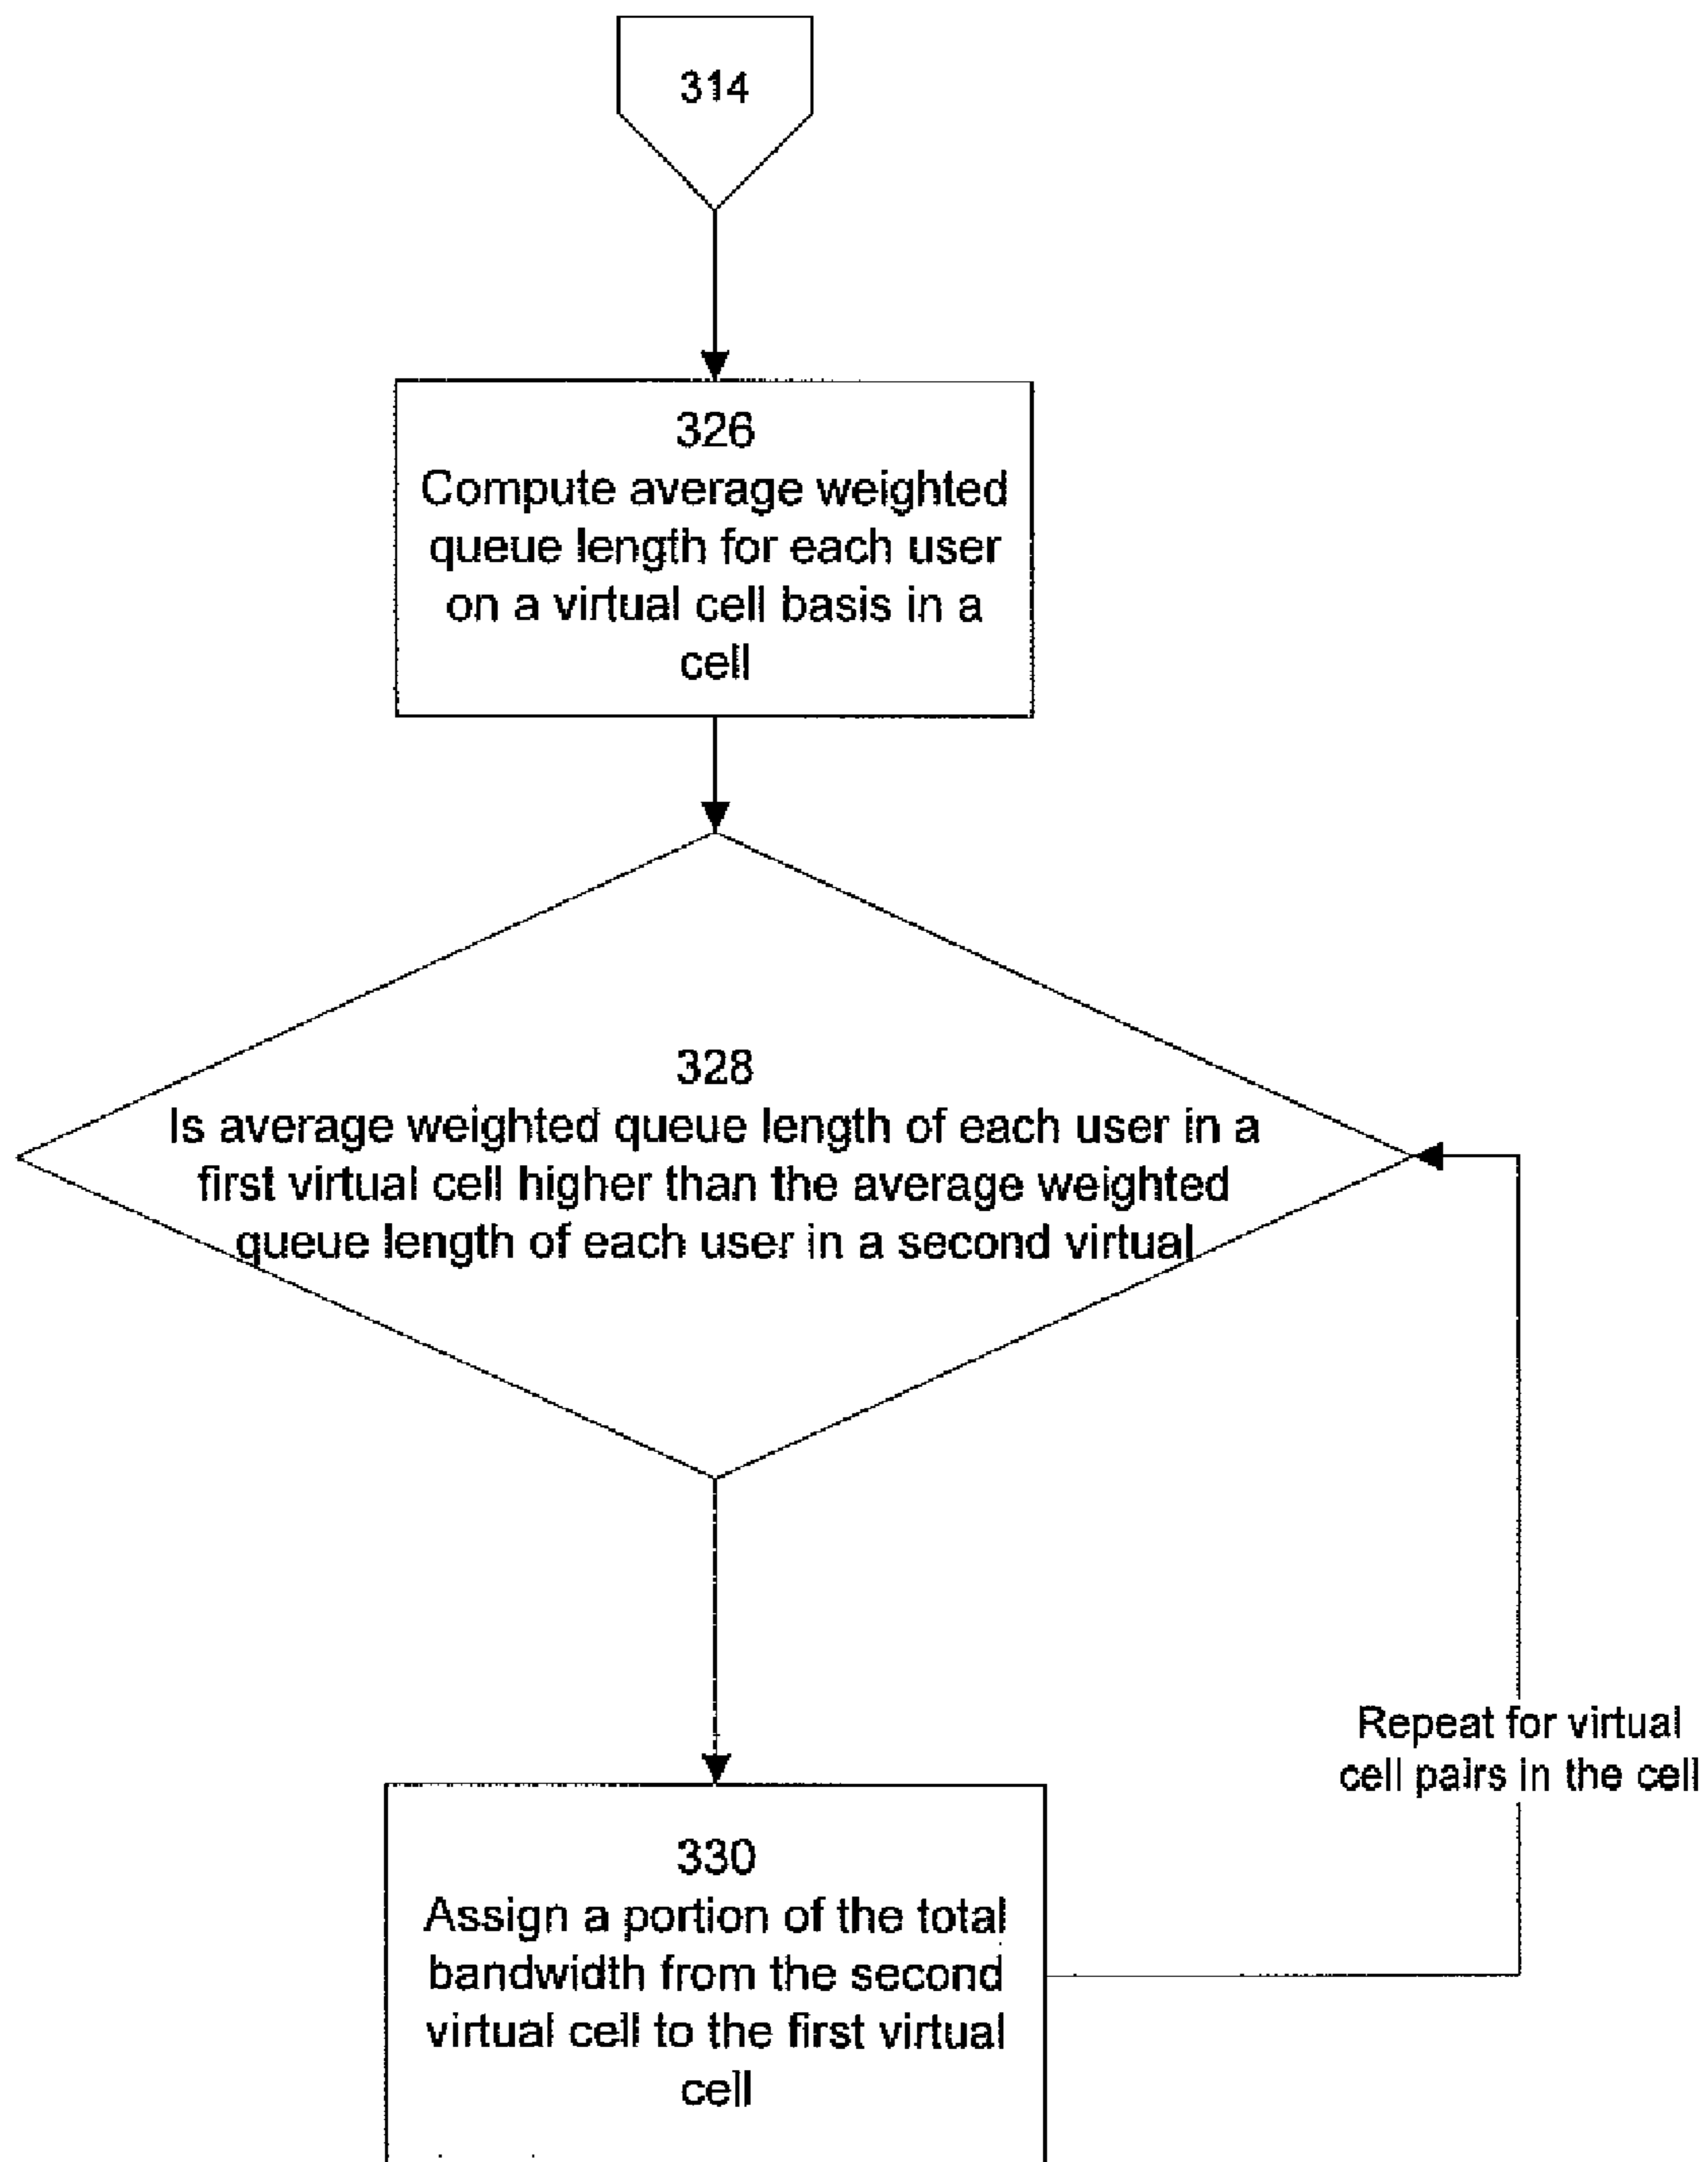 314
326
Compute average weighted
queue length for each user
on a virtual cell basis in a
cell
328
Is average weighted queue length of each user in a
first virtual cell higher than the average weighted
queue length of each user in a second virtual
Repeat for virtual
cell pairs in the cell
330
Assign a portion of the total
bandwidth from the second
virtual cell to the first virtual
cell